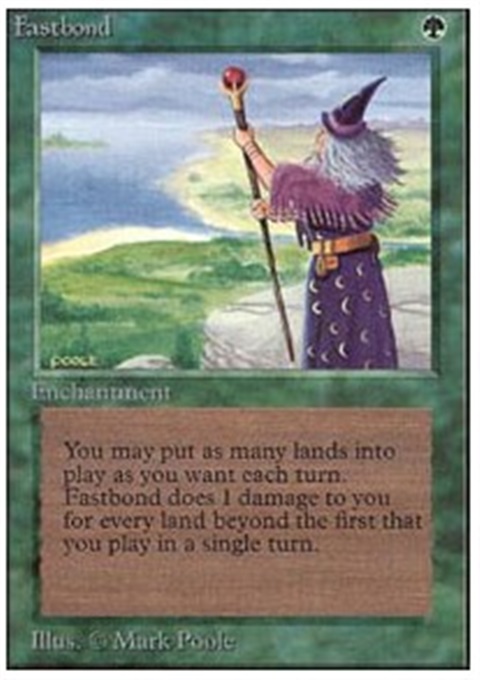 Fastbond
POOLE
Enchantment
You may put as many lands into
play as you want each turn.
Fastbond does 1 damage to you
for every land beyond the first that
you play in a single turn.
Illus. © Mark Poole